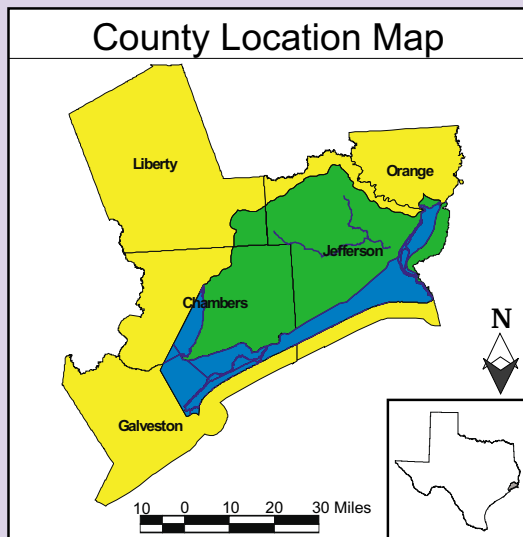 County Location Map
Liberty
Orange
Jefferson
Chambers
N
Galveston
10 0 10 20 30 Miles